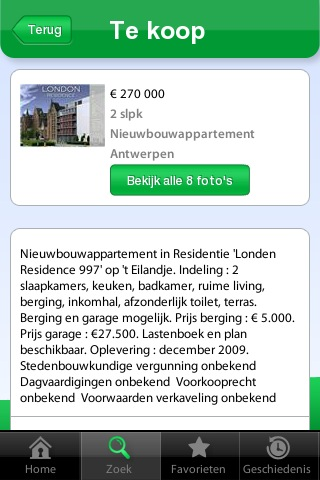 Terug
Te koop
LONDON
RESIDENCE
€ 270 000
2 slpk
Nieuwbouwappartement
Antwerpen
Bekijk alle 8 foto's
Nieuwbouwappartement in Residentie 'Londen
Residence 997' op 't Eilandje. Indeling : 2
slaapkamers, keuken, badkamer, ruime living,
berging, inkomhal, afzonderlijk toilet, terras.
Berging en garage mogelijk. Prijs berging : € 5.000.
Prijs garage : €27.500. Lastenboek en plan
beschikbaar. Oplevering : december 2009.
Stedenbouwkundige vergunning onbekend
Dagvaardigingen onbekend  Voorkooprecht
onbekend  Voorwaarden verkaveling onbekend
Home
Zoek
Favorieten
Geschiedenis